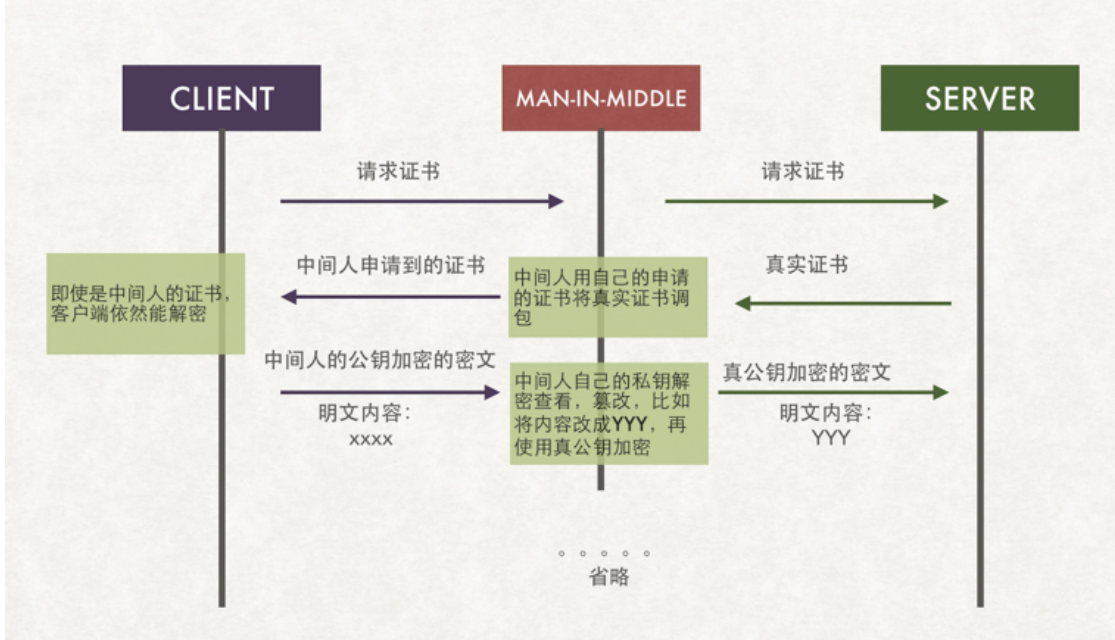 CLIENT
MAN-IN-MIDDLE
SERVER
请求证书
请求证书
中间人申请到的证书
真实证书
即使是中间人的证书，
客户端依然能解密
中间人用自己的申请
的证书将真实证书调
包
中间人的公钥加密的密文
真公钥加密的密文
明文内容：
xxxx
中间人自己的私钥解
密查看，篡改，比如
将内容改成YYY，再
使用真公钥加密
明文内容：
YYY
。。。。。
省略